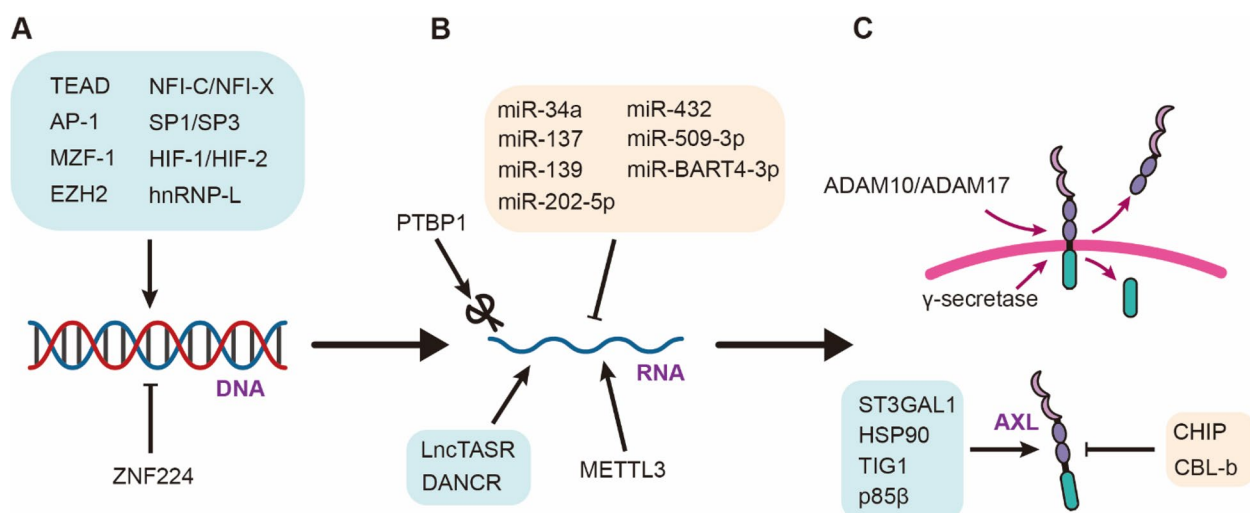 A
TEAD NFI-C/NFI-X
AP-1 SP1/SP3
MZF-1 HIF-1/HIF-2
EZH2 hnRNP-L
DNA
ZNF224
B
miR-34a miR-432
miR-137 miR-509-3p
miR-139 miR-BART4-3p
miR-202-5p
PTBP1
RNA
LncTASR
DANCR
METTL3
C
ADAM10/ADAM17
γ-secretase
ST3GAL1
HSP90
TIG1
p85β
AXL
CHIP
CBL-b